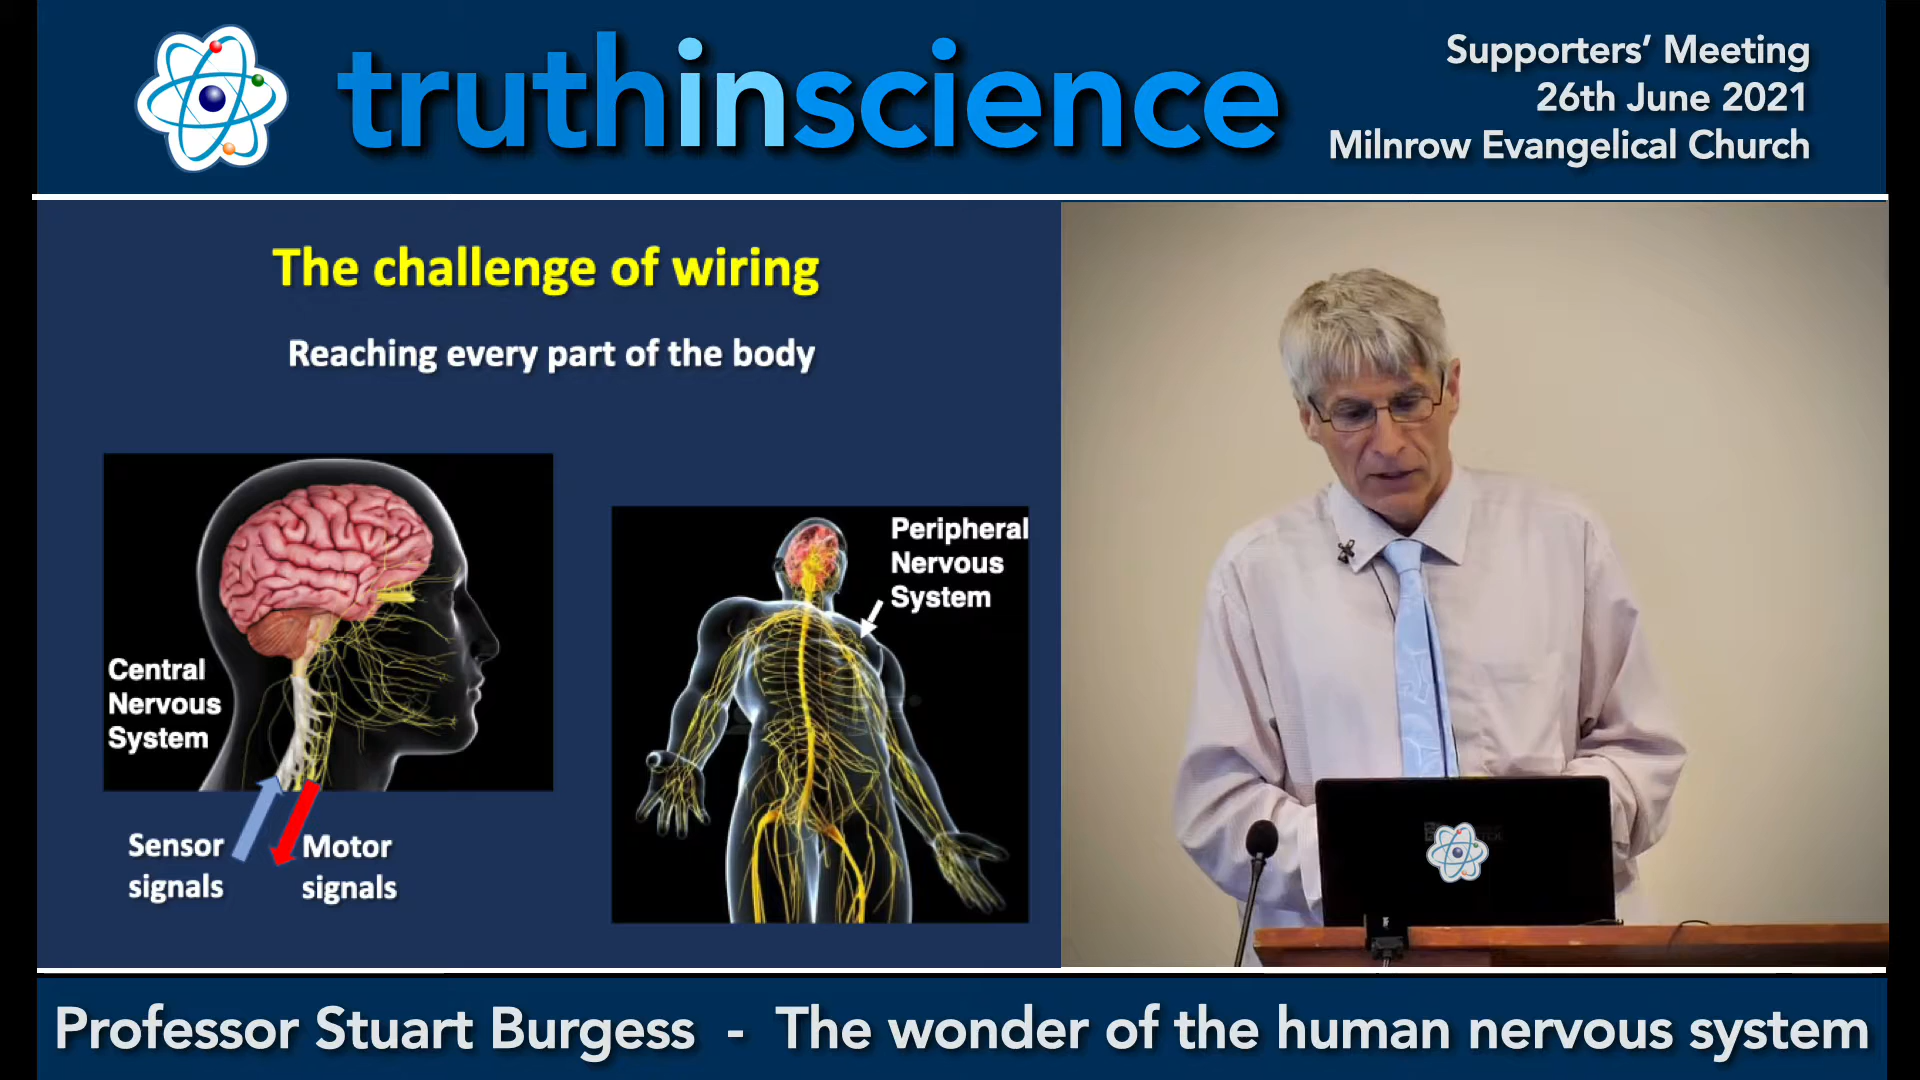 truthinscience
Supporters’ Meeting
26th June 2021
Milnrow Evangelical Church
The challenge of wiring
Reaching every part of the body
Central
Nervous
System
Sensor
signals
Motor
signals
Peripheral
Nervous
System
Professor Stuart Burgess - The wonder of the human nervous system